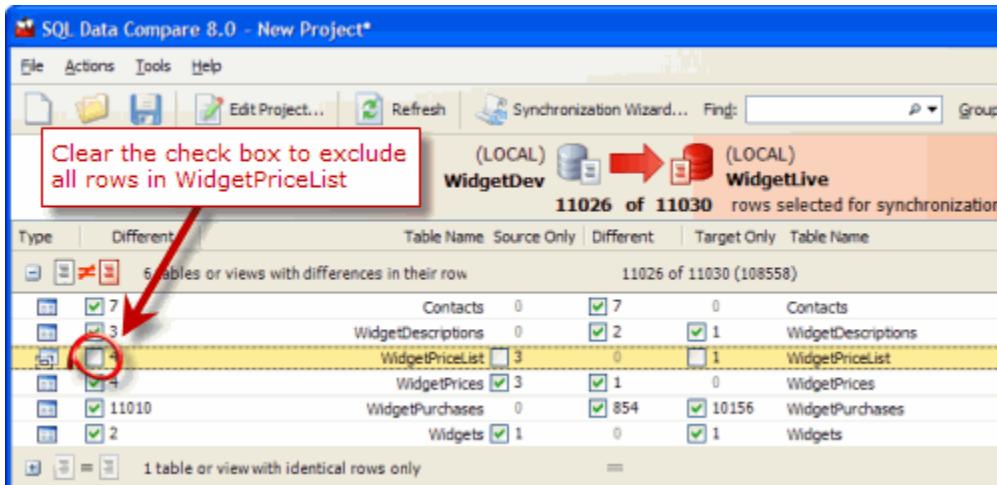 SQL Data Compare 8.0 - New Project*
File Actions Tools Help
Edit Project... Refresh Synchronization Wizard... Find: Group
Clear the check box to exclude
all rows in WidgetPriceList
(LOCAL) (LOCAL)
WidgetDev WidgetLive
11026 of 11030 rows selected for synchronization
Type Different Table Name Source Only Different Target Only Table Name
6 tables or views with differences in their row 11026 of 11030 (108558)
7 Contacts 0 7 0 Contacts
3 WidgetDescriptions 0 2 1 WidgetDescriptions
4 WidgetPriceList 3 0 1 WidgetPriceList
4 WidgetPrices 3 1 0 WidgetPrices
11010 WidgetPurchases 0 854 10156 WidgetPurchases
2 Widgets 1 0 1 Widgets
= 1 table or view with identical rows only =